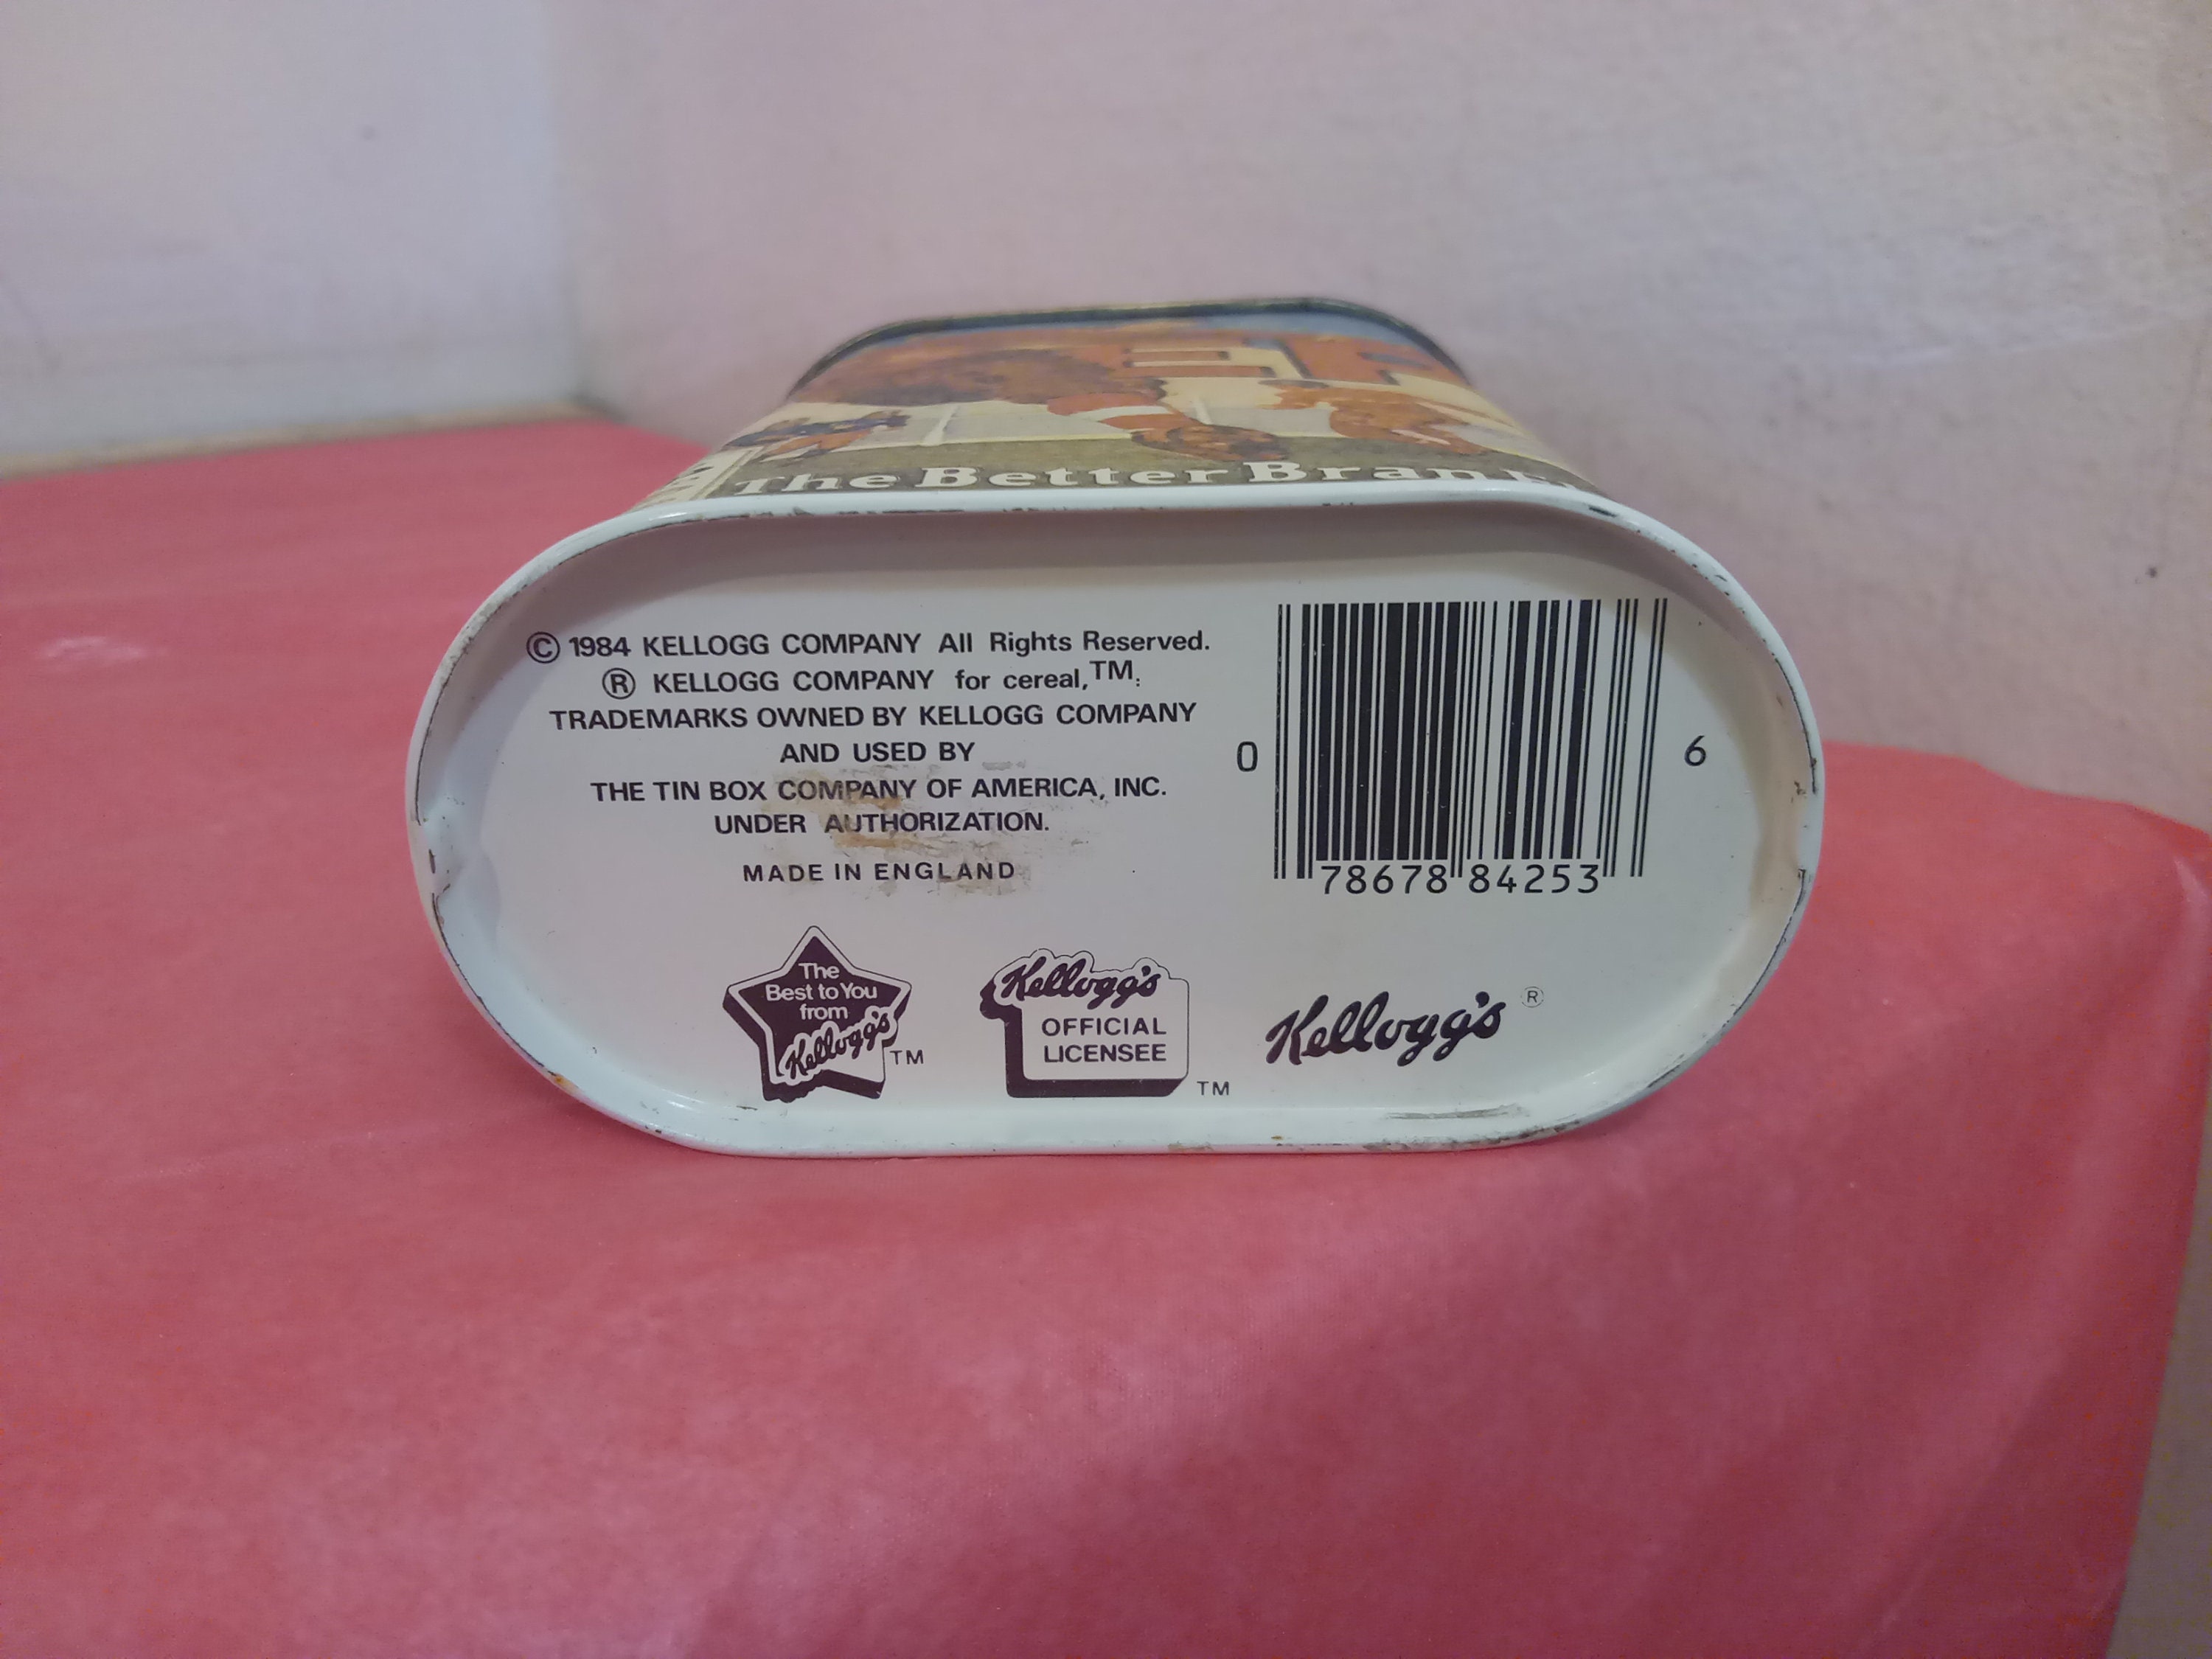 The Better Bran
© 1984 KELLOGG COMPANY All Rights Reserved.
® KELLOGG COMPANY for cereal,™.
TRADEMARKS OWNED BY KELLOGG COMPANY
AND USED BY
THE TIN BOX COMPANY OF AMERICA, INC.
UNDER AUTHORIZATION.
MADE IN ENGLAND
0 78678 84253 6
The
Best to You
from
Kellogg's TM
Kellogg's
OFFICIAL
LICENSEE TM
Kellogg's ®